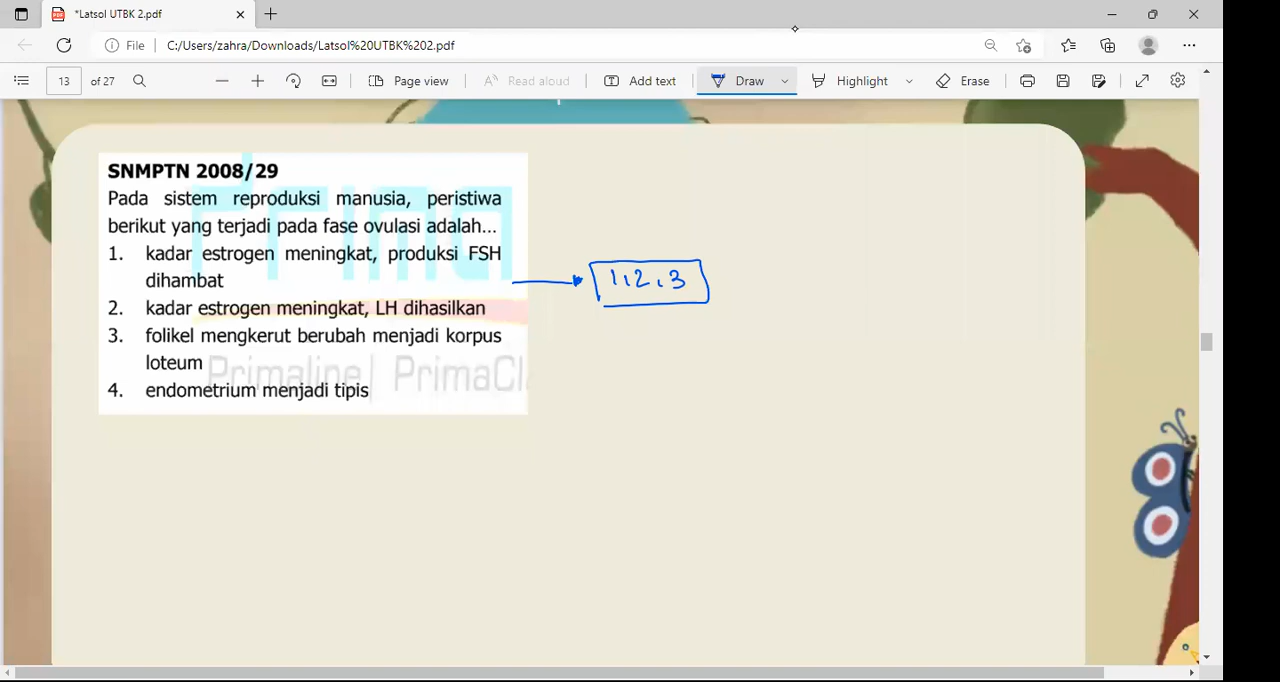 *Latsol UTBK 2.pdf
File C:/Users/zahra/Downloads/Latsol%20UTBK%202.pdf
13 of 27 Page view Read aloud Add text Draw Highlight Erase
SNMPTN 2008/29
Pada sistem reproduksi manusia, peristiwa
berikut yang terjadi pada fase ovulasi adalah...
1. kadar estrogen meningkat, produksi FSH
dihambat
1,2,3
2. kadar estrogen meningkat, LH dihasilkan
3. folikel mengkerut berubah menjadi korpus
loteum
4. endometrium menjadi tipis
prima
Primaline| PrimaCl